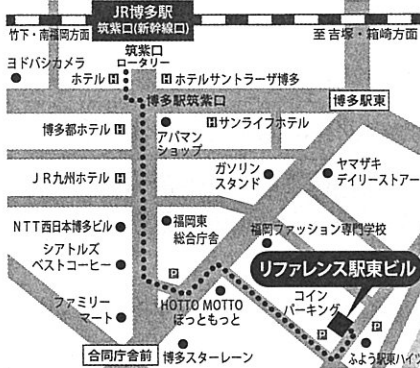 JR博多駅
筑紫口(新幹線口)
竹下・南福岡方面
至 吉塚・箱崎方面
筑紫口
ロータリー
ヨドバシカメラ
ホテル H
H ホテルサントラーザ博多
博多駅筑紫口
博多駅東
博多都ホテル H
アパマン
ショップ
H サンライフホテル
JR九州ホテル H
ガソリン
スタンド
ヤマザキ
デイリーストアー
NTT西日本博多ビル
福岡東
総合庁舎
福岡ファッション専門学校
シアトルズ
ベストコーヒー
P
リファレンス駅東ビル
ファミリー
マート
HOTTO MOTTO
ほっともっと
コイン
パーキング
P
P
合同庁舎前
博多スターレーン
ふよう駅東ハイツ